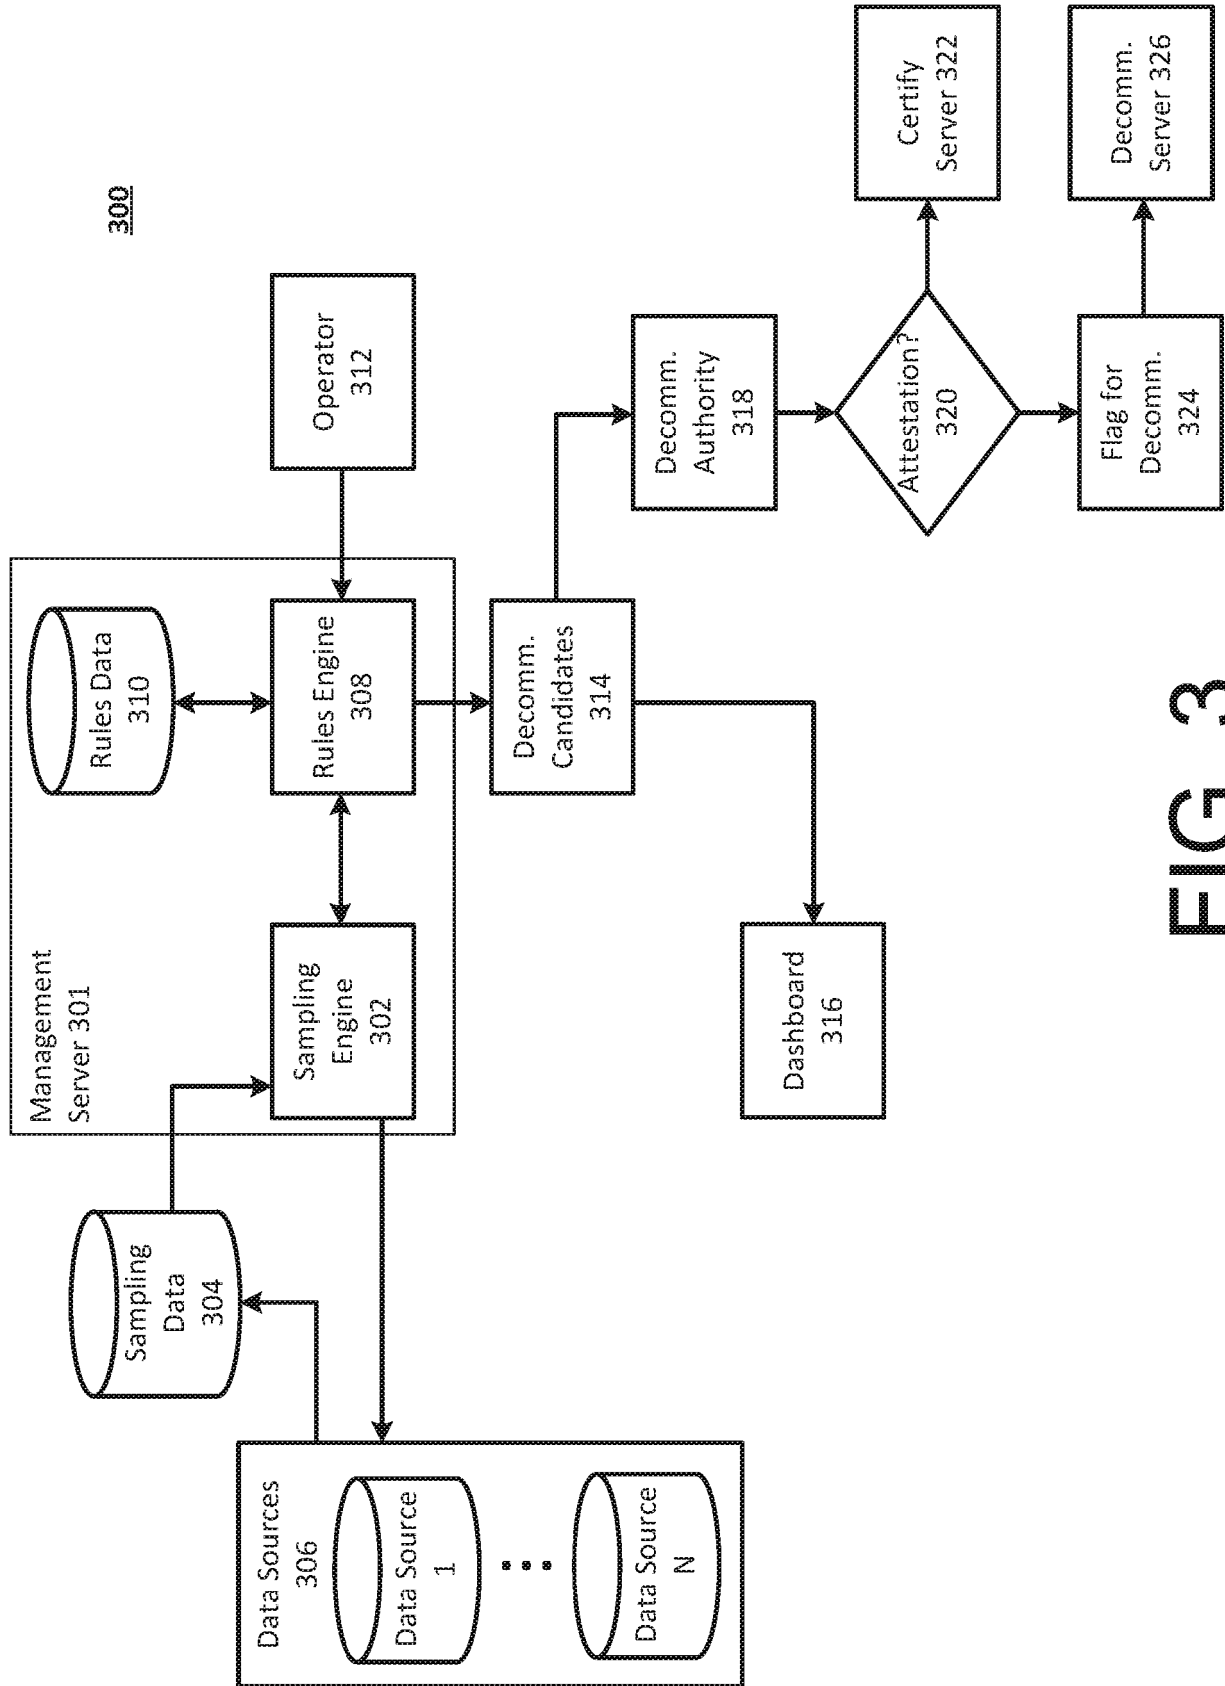 300
Management
Server 301
Rules Data
310
Sampling
Data
304
Sampling
Engine
302
Rules Engine
308
Operator
312
Data Sources
306
Data Source
1
Data Source
N
Decomm.
Candidates
314
Decomm.
Authority
318
Dashboard
316
Attestation?
320
Certify
Server 322
Flag for
Decomm.
324
Decomm.
Server 326
FIG 3